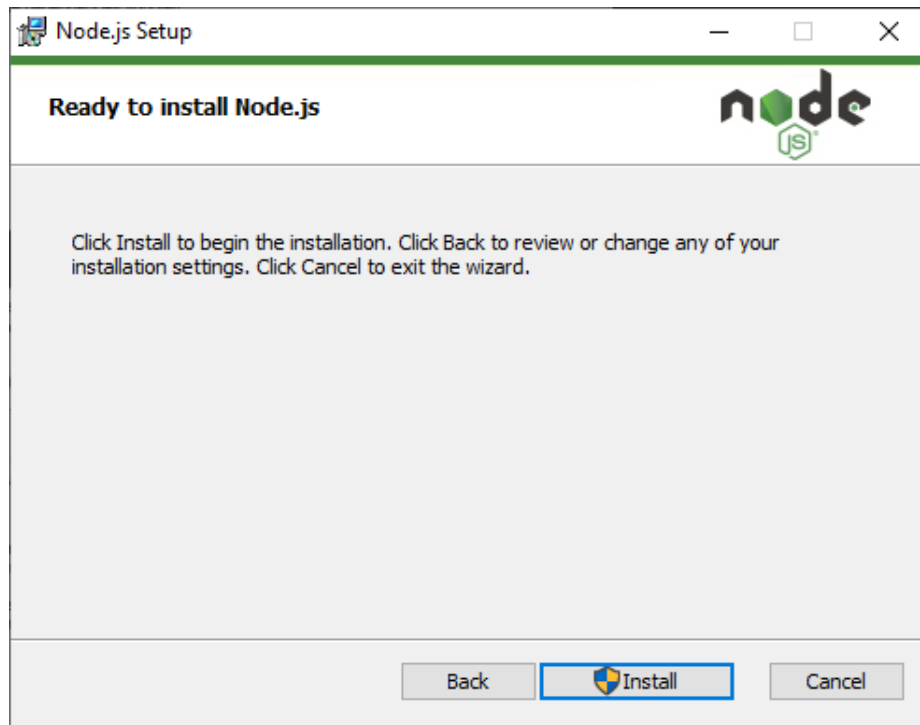 Node.js Setup
Ready to install Node.js
node
JS
Click Install to begin the installation. Click Back to review or change any of your
installation settings. Click Cancel to exit the wizard.
Back
Install
Cancel